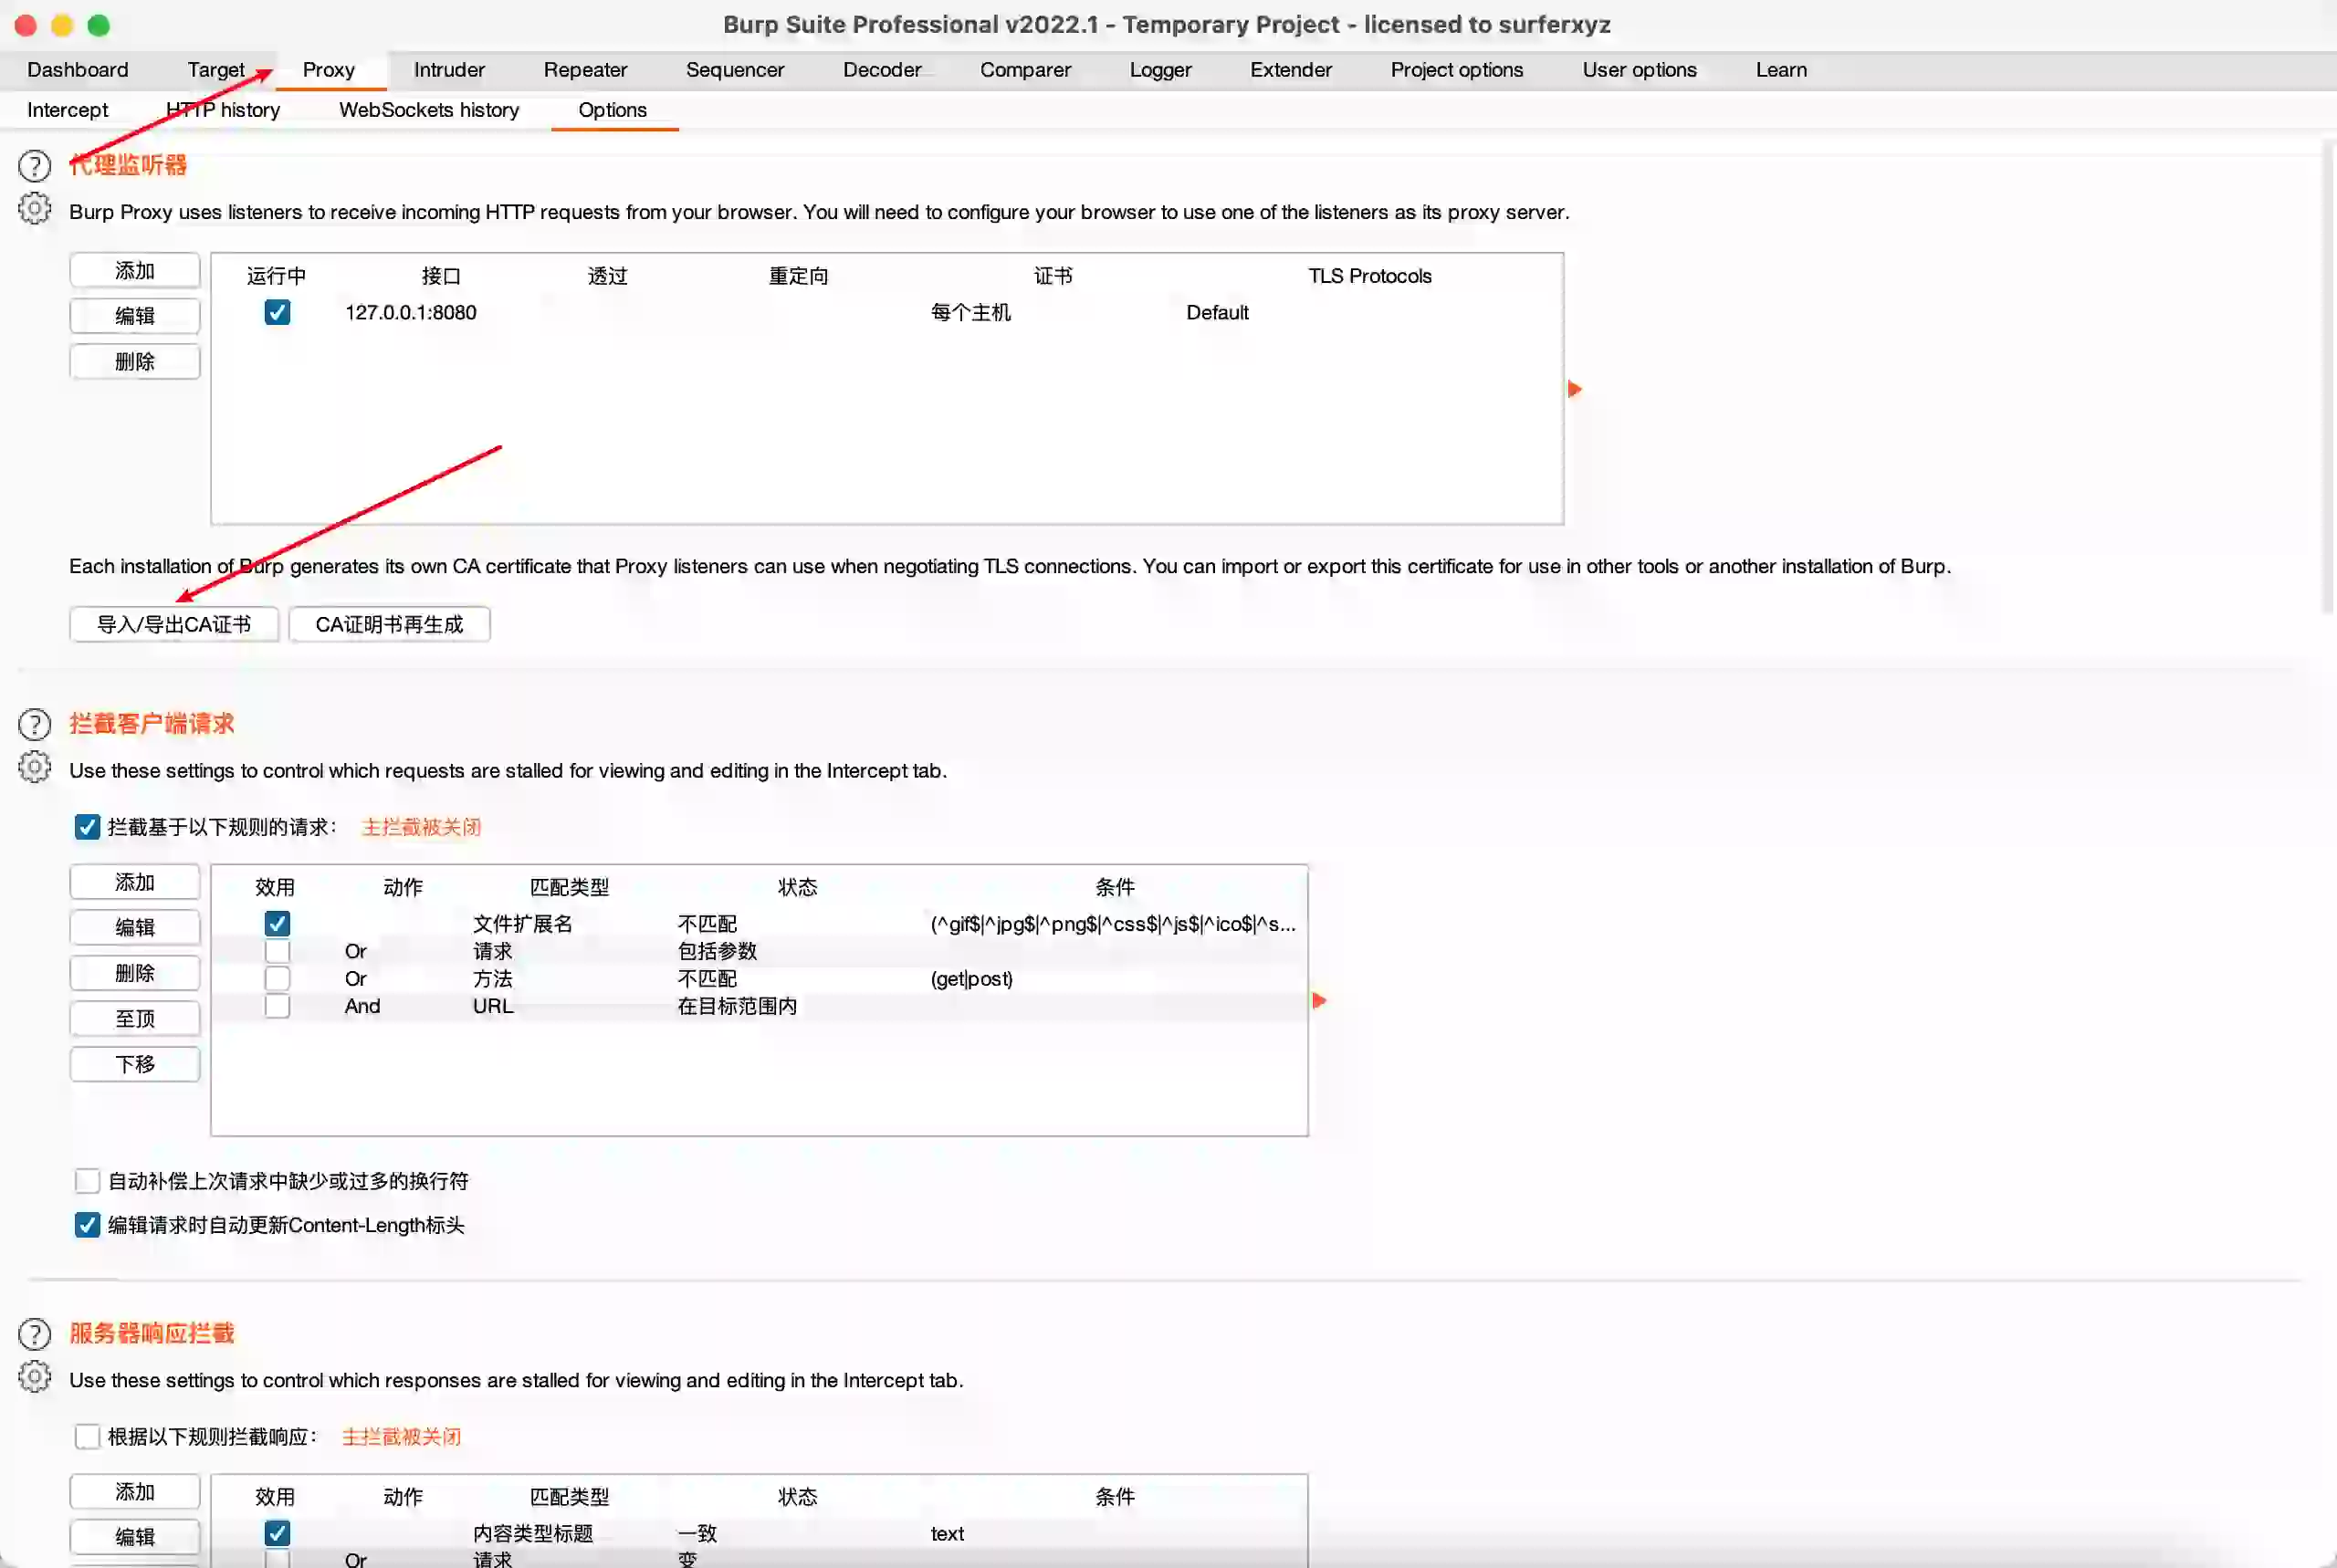 Burp Suite Professional v2022.1 - Temporary Project - licensed to surferxyz
Dashboard Target Proxy Intruder Repeater Sequencer Decoder Comparer Logger Extender Project options User options Learn
Intercept HTTP history WebSockets history Options
代理监听器
Burp Proxy uses listeners to receive incoming HTTP requests from your browser. You will need to configure your browser to use one of the listeners as its proxy server.
添加 运行中 接口 透过 重定向 证书 TLS Protocols
编辑 127.0.0.1:8080 每个主机 Default
删除
Each installation of Burp generates its own CA certificate that Proxy listeners can use when negotiating TLS connections. You can import or export this certificate for use in other tools or another installation of Burp.
导入/导出CA证书 CA证明书再生成
拦截客户端请求
Use these settings to control which requests are stalled for viewing and editing in the Intercept tab.
拦截基于以下规则的请求: 主拦截被关闭
添加 效用 动作 匹配类型 状态 条件
编辑 文件扩展名 不匹配 (^gif$|^jpg$|^png$|^css$|^js$|^ico$|^s...
Or 请求 包括参数
删除 Or 方法 不匹配 (get|post)
至顶 And URL 在目标范围内
下移
自动补偿上次请求中缺少或过多的换行符
编辑请求时自动更新Content-Length标头
服务器响应拦截
Use these settings to control which responses are stalled for viewing and editing in the Intercept tab.
根据以下规则拦截响应: 主拦截被关闭
添加 效用 动作 匹配类型 状态 条件
编辑 内容类型标题 一致 text
Or 请求 变